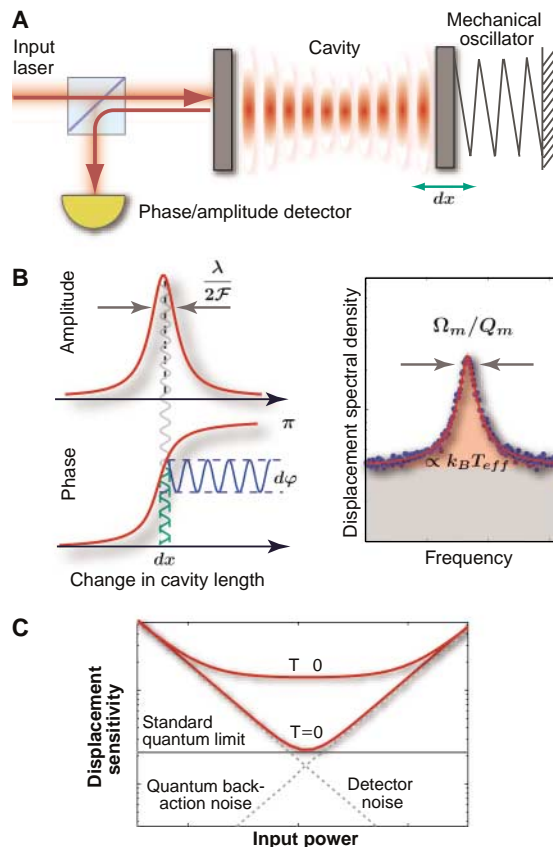 A
Input
laser
Cavity
Mechanical
oscillator
Phase/amplitude detector
dx
B
Amplitude
λ
2F
Phase
π
dφ
dx
Change in cavity length
Displacement spectral density
Ωm/Qm
∝ kBTeff
Frequency
C
Displacement
sensitivity
T 0
T=0
Standard
quantum limit
Quantum back-
action noise
Detector
noise
Input power